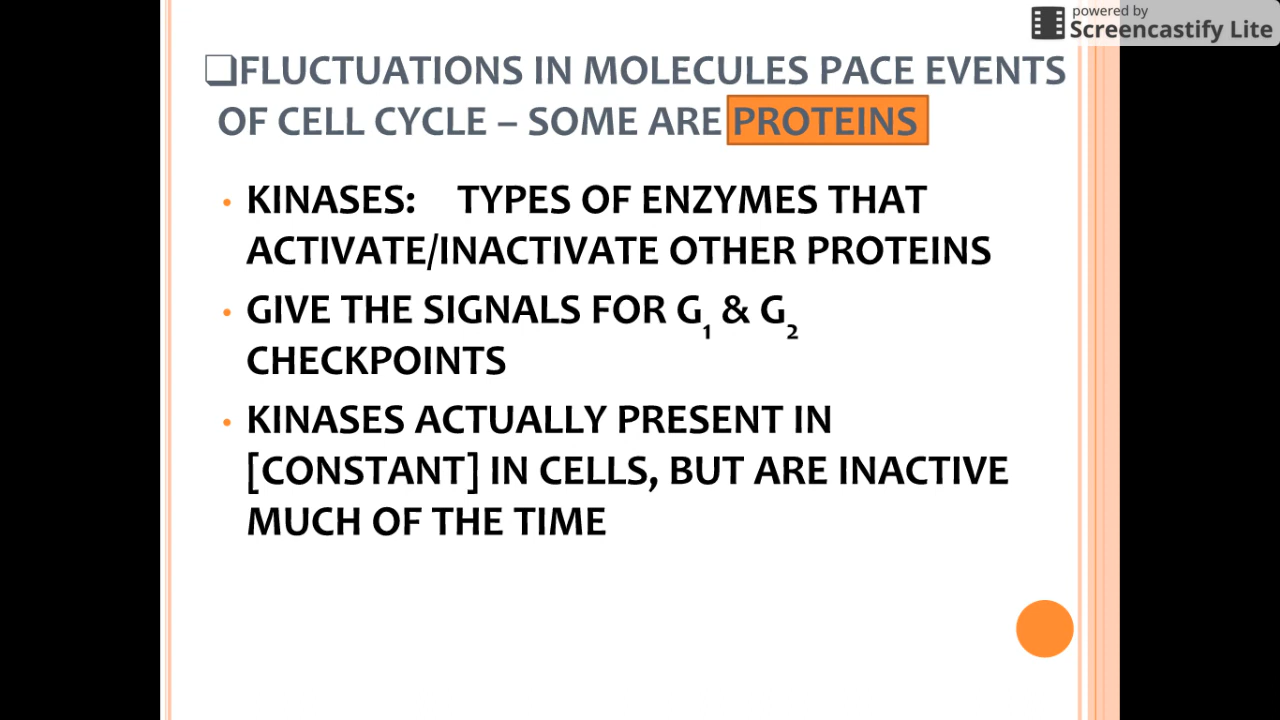 powered by
Screencastify Lite
❑FLUCTUATIONS IN MOLECULES PACE EVENTS
OF CELL CYCLE – SOME ARE PROTEINS
• KINASES: TYPES OF ENZYMES THAT
ACTIVATE/INACTIVATE OTHER PROTEINS
• GIVE THE SIGNALS FOR G₁ & G₂
CHECKPOINTS
• KINASES ACTUALLY PRESENT IN
[CONSTANT] IN CELLS, BUT ARE INACTIVE
MUCH OF THE TIME